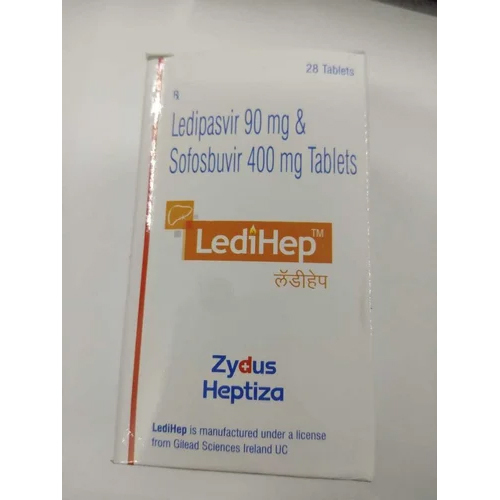 28 Tablets
℞
Ledipasvir 90 mg &
Sofosbuvir 400 mg Tablets
LediHep™
लॅडीहेप
Zydus
Heptiza
LediHep is manufactured under a license
from Gilead Sciences Ireland UC